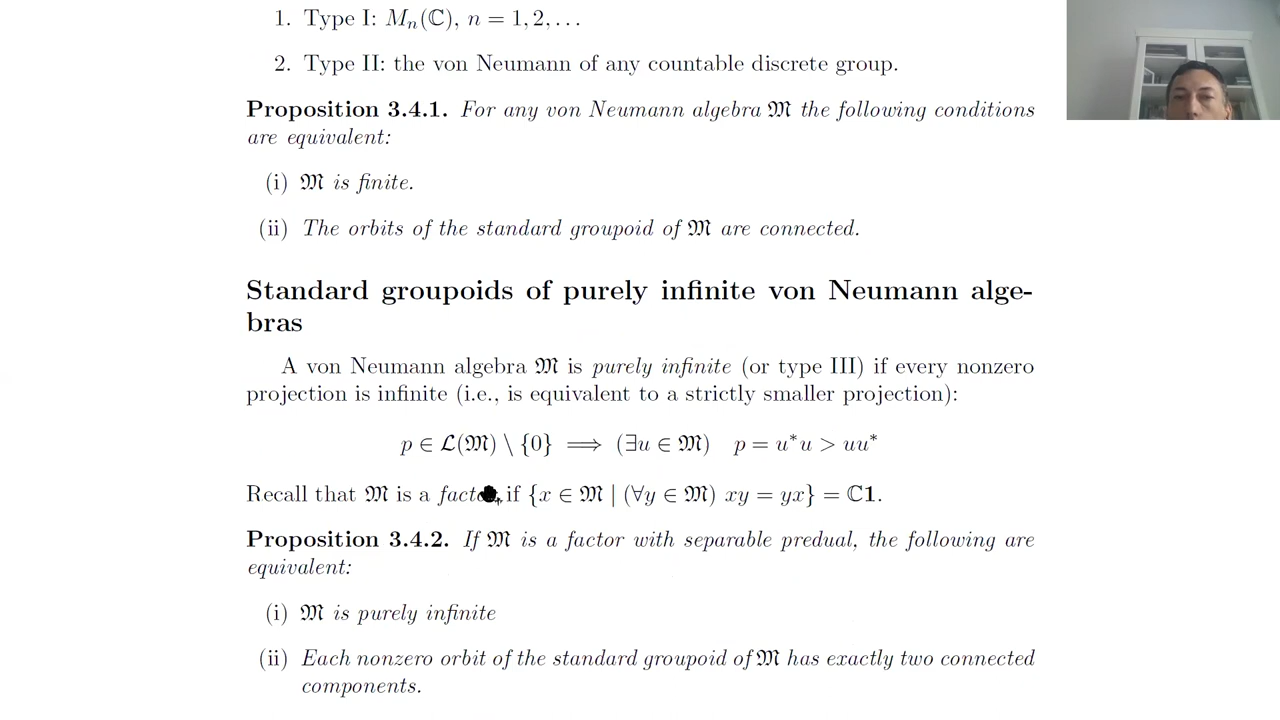 1. Type I: Mₙ(ℂ), n = 1, 2, . . .
2. Type II: the von Neumann of any countable discrete group.
Proposition 3.4.1. For any von Neumann algebra 𝔐 the following conditions
are equivalent:
(i) 𝔐 is finite.
(ii) The orbits of the standard groupoid of 𝔐 are connected.
Standard groupoids of purely infinite von Neumann alge-
bras
A von Neumann algebra 𝔐 is purely infinite (or type III) if every nonzero
projection is infinite (i.e., is equivalent to a strictly smaller projection):
p ∈ ℒ(𝔐) \ {0} ⟹ (∃u ∈ 𝔐) p = u*u > uu*
Recall that 𝔐 is a if {x ∈ 𝔐 | (∀y ∈ 𝔐) xy = yx} = ℂ1.
Proposition 3.4.2. If 𝔐 is a factor with separable predual, the following are
equivalent:
(i) 𝔐 is purely infinite
(ii) Each nonzero orbit of the standard groupoid of 𝔐 has exactly two connected
components.